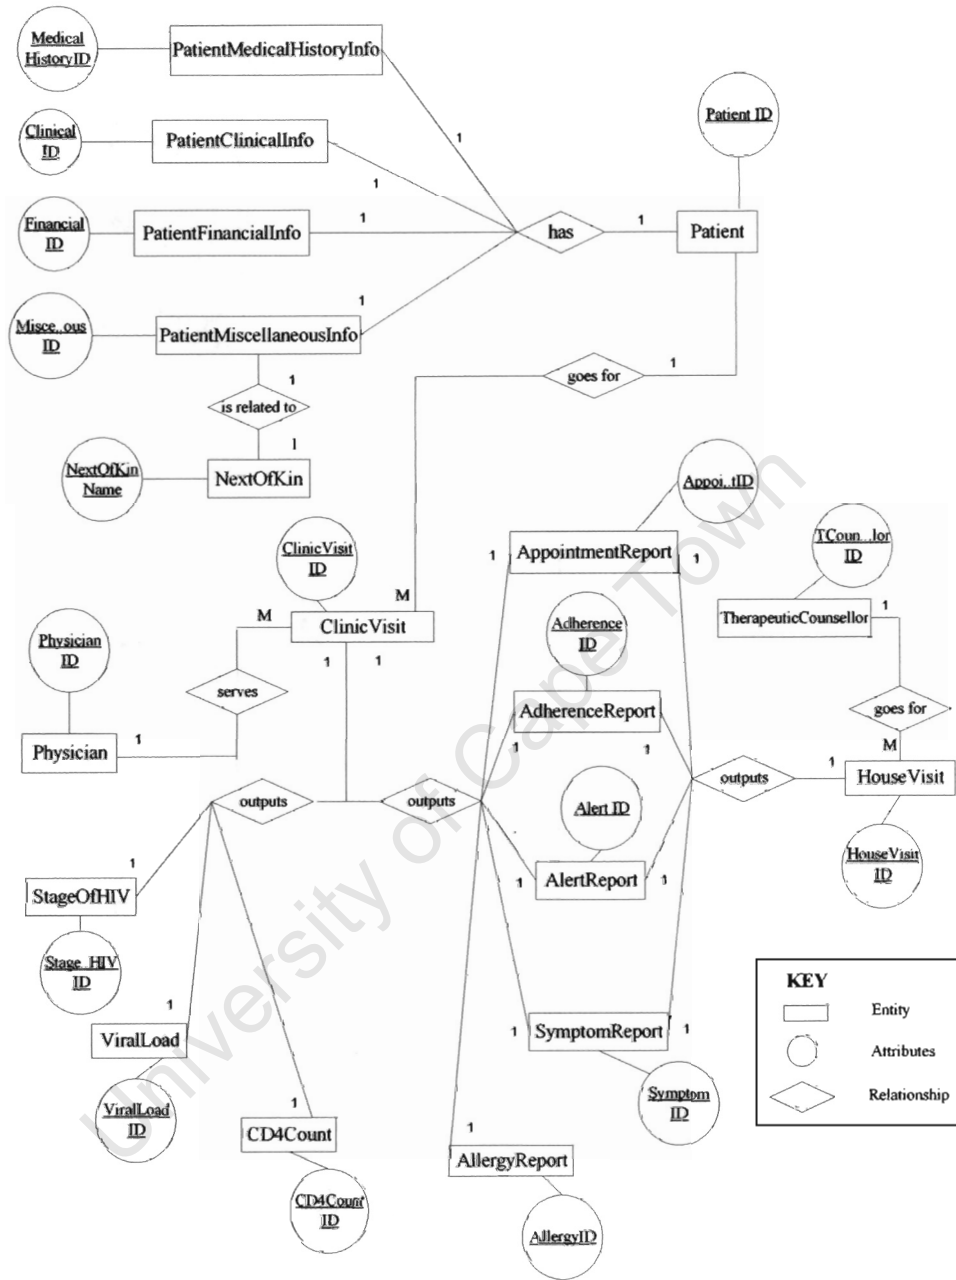 Medical
HistoryID
PatientMedicalHistoryInfo
1
Patient ID
Clinical
ID
PatientClinicalInfo
1
Financial
ID
PatientFinancialInfo
1
has
1
Patient
Misce..ous
ID
1
PatientMiscellaneousInfo
1
is related to
1
goes for
1
NextOfKin
Name
NextOfKin
Appoi..tID
ClinicVisit
ID
1
AppointmentReport
1
TCoun...lor
ID
M
M
ClinicVisit
1
1
Adherence
ID
TherapeuticCounsellor
1
Physician
ID
serves
AdherenceReport
1
1
goes for
M
Physician
1
outputs
outputs
outputs
1
HouseVisit
Alert ID
HouseVisit
ID
1
StageOfHIV
1
AlertReport
1
Stage..HIV
ID
1
ViralLoad
1
SymptomReport
1
ViralLoad
ID
Symptom
ID
1
CD4Count
1
AllergyReport
CD4Count
ID
AllergyID
KEY
Entity
Attributes
Relationship
University of Cape Town